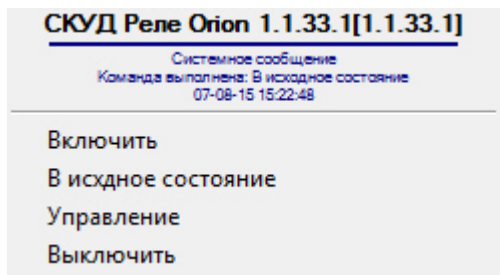 СКУД Реле Orion 1.1.33.1[1.1.33.1]
Системное сообщение
Команда выполнена: В исходное состояние
07-08-15 15:22:48
Включить
В исхдное состояние
Управление
Выключить